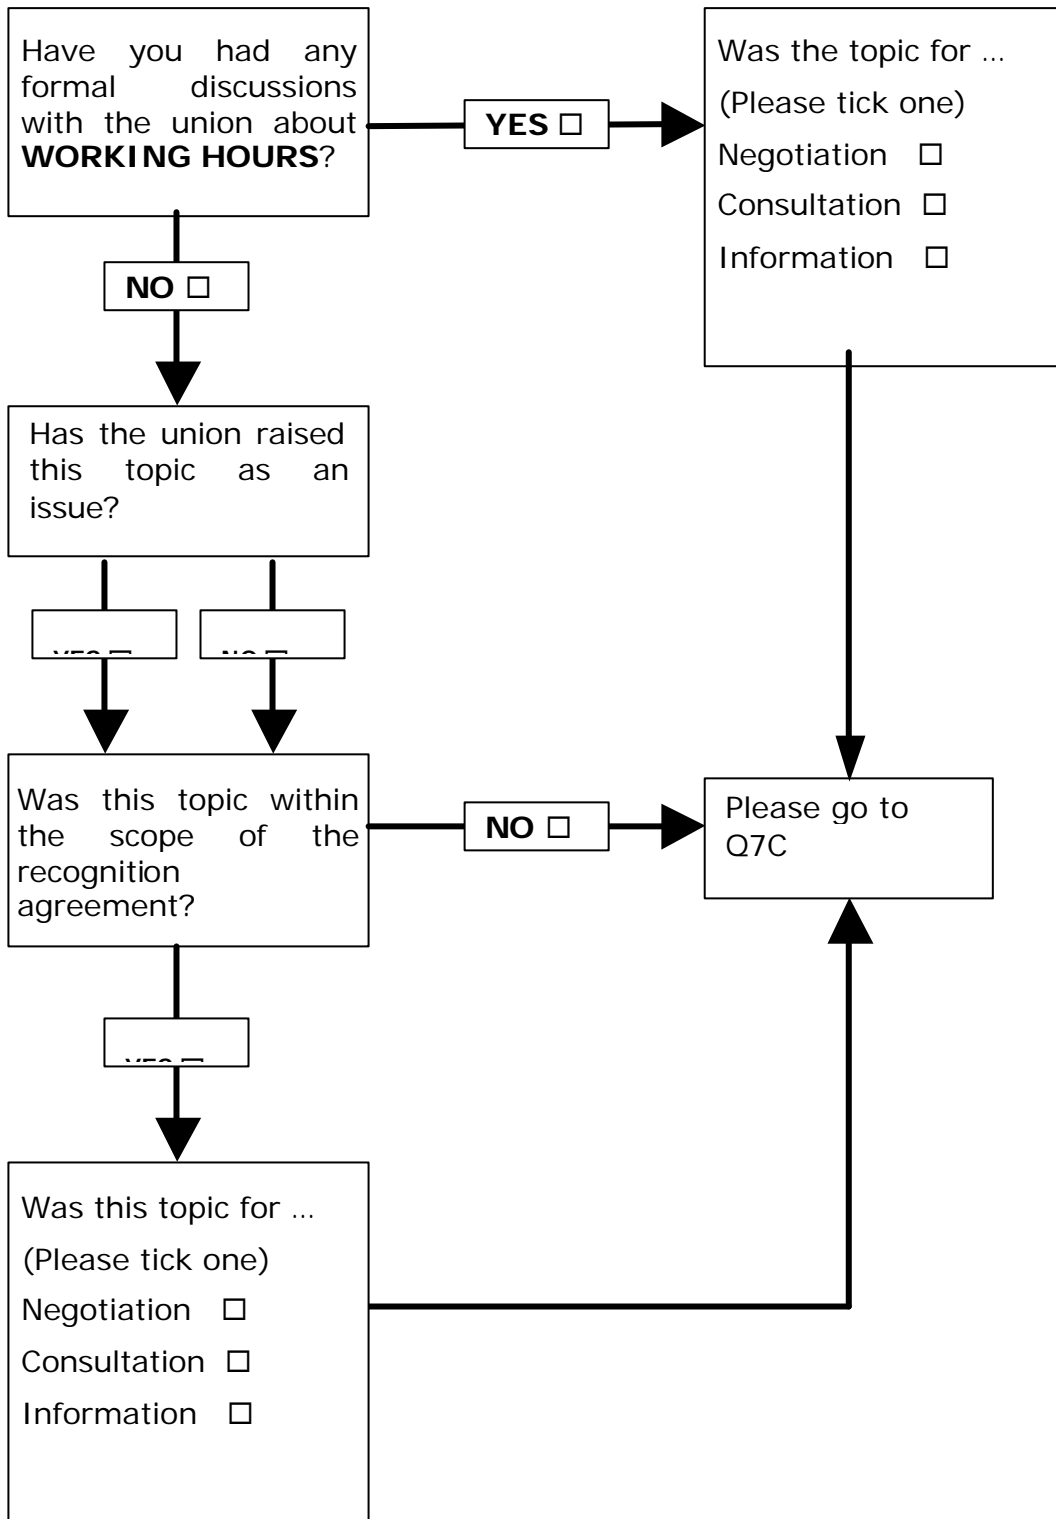 Have you had any
formal discussions
with the union about
WORKING HOURS?
YES □
Was the topic for ...
(Please tick one)
Negotiation □
Consultation □
Information □
NO □
Has the union raised
this topic as an
issue?
Was this topic within
the scope of the
recognition
agreement?
NO □
Please go to
Q7C
Was this topic for ...
(Please tick one)
Negotiation □
Consultation □
Information □